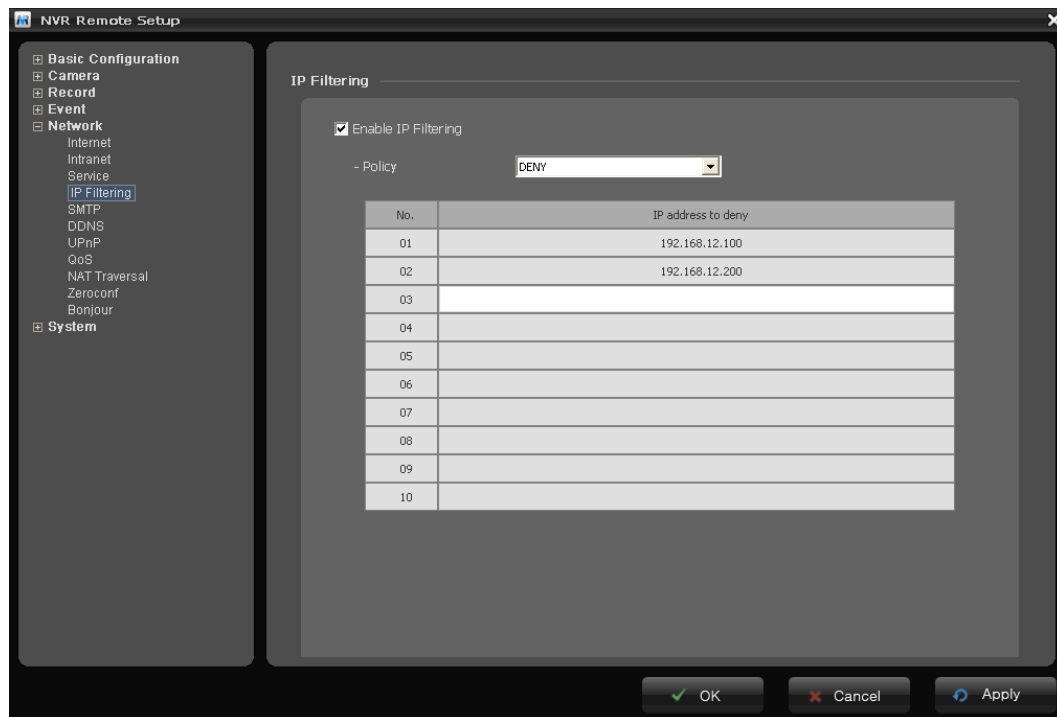 NVR Remote Setup
Basic Configuration
Camera
Record
Event
Network
Internet
Intranet
Service
IP Filtering
SMTP
DDNS
UPnP
QoS
NAT Traversal
Zeroconf
Bonjour
System
IP Filtering
Enable IP Filtering
- Policy DENY
No. IP address to deny
01 192.168.12.100
02 192.168.12.200
03
04
05
06
07
08
09
10
OK Cancel Apply